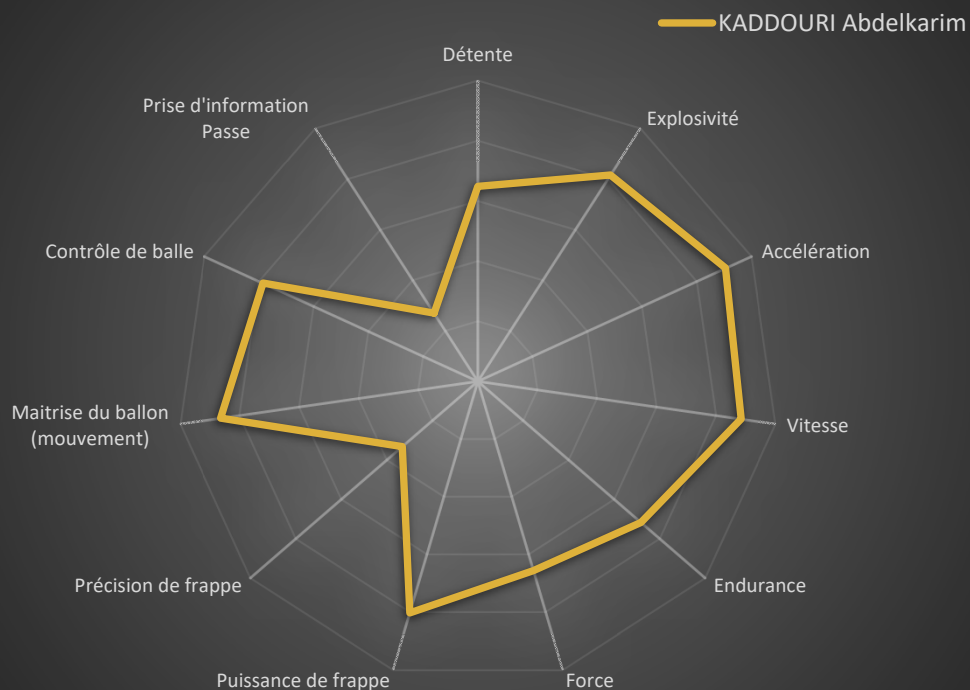 KADDOURI Abdelkarim
Détente
Explosivité
Accélération
Vitesse
Endurance
Force
Puissance de frappe
Précision de frappe
Maitrise du ballon
(mouvement)
Contrôle de balle
Prise d'information
Passe